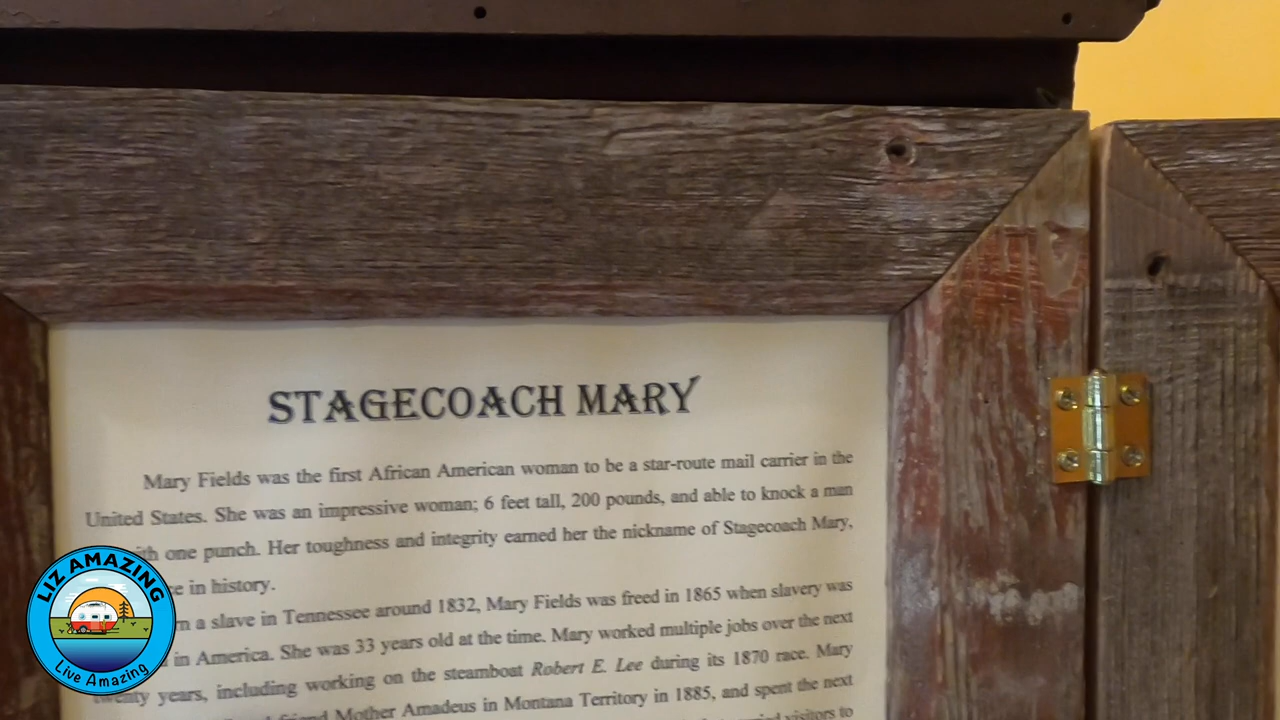 STAGECOACH MARY
Mary Fields was the first African American woman to be a star-route mail carrier in the
United States. She was an impressive woman; 6 feet tall, 200 pounds, and able to knock a man
one punch. Her toughness and integrity earned her the nickname of Stagecoach Mary,
in history.
a slave in Tennessee around 1832, Mary Fields was freed in 1865 when slavery was
in America. She was 33 years old at the time. Mary worked multiple jobs over the next
twenty years, including working on the steamboat Robert E. Lee during its 1870 race. Mary
friend Mother Amadeus in Montana Territory in 1885, and spent the next
visitors to
LIZ AMAZING
Live Amazing